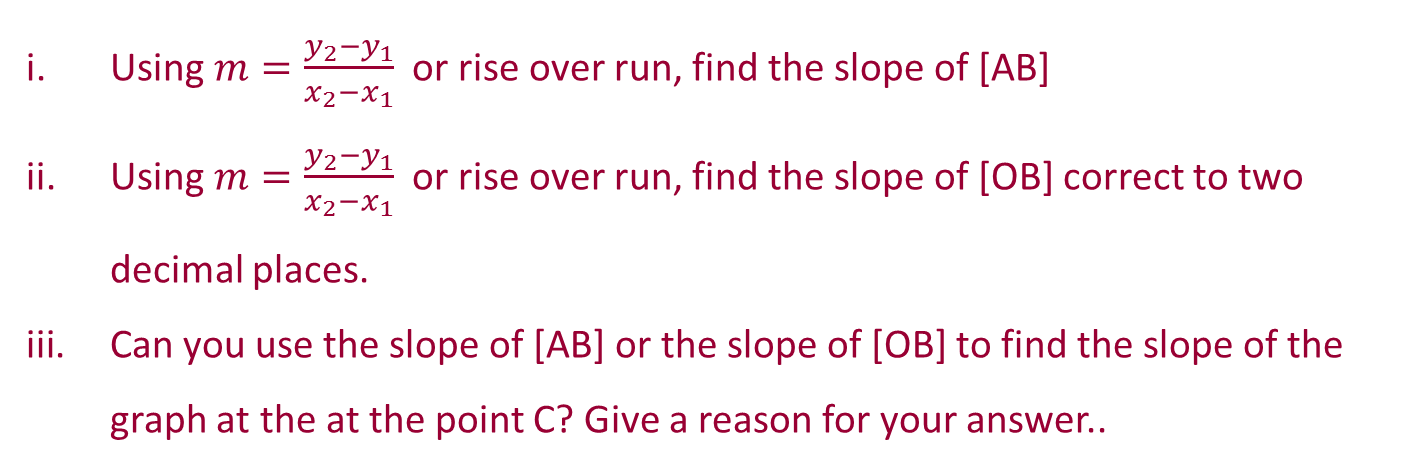 i. Using m = y₂−y₁ / x₂−x₁ or rise over run, find the slope of [AB]
ii. Using m = y₂−y₁ / x₂−x₁ or rise over run, find the slope of [OB] correct to two
decimal places.
iii. Can you use the slope of [AB] or the slope of [OB] to find the slope of the
graph at the at the point C? Give a reason for your answer..